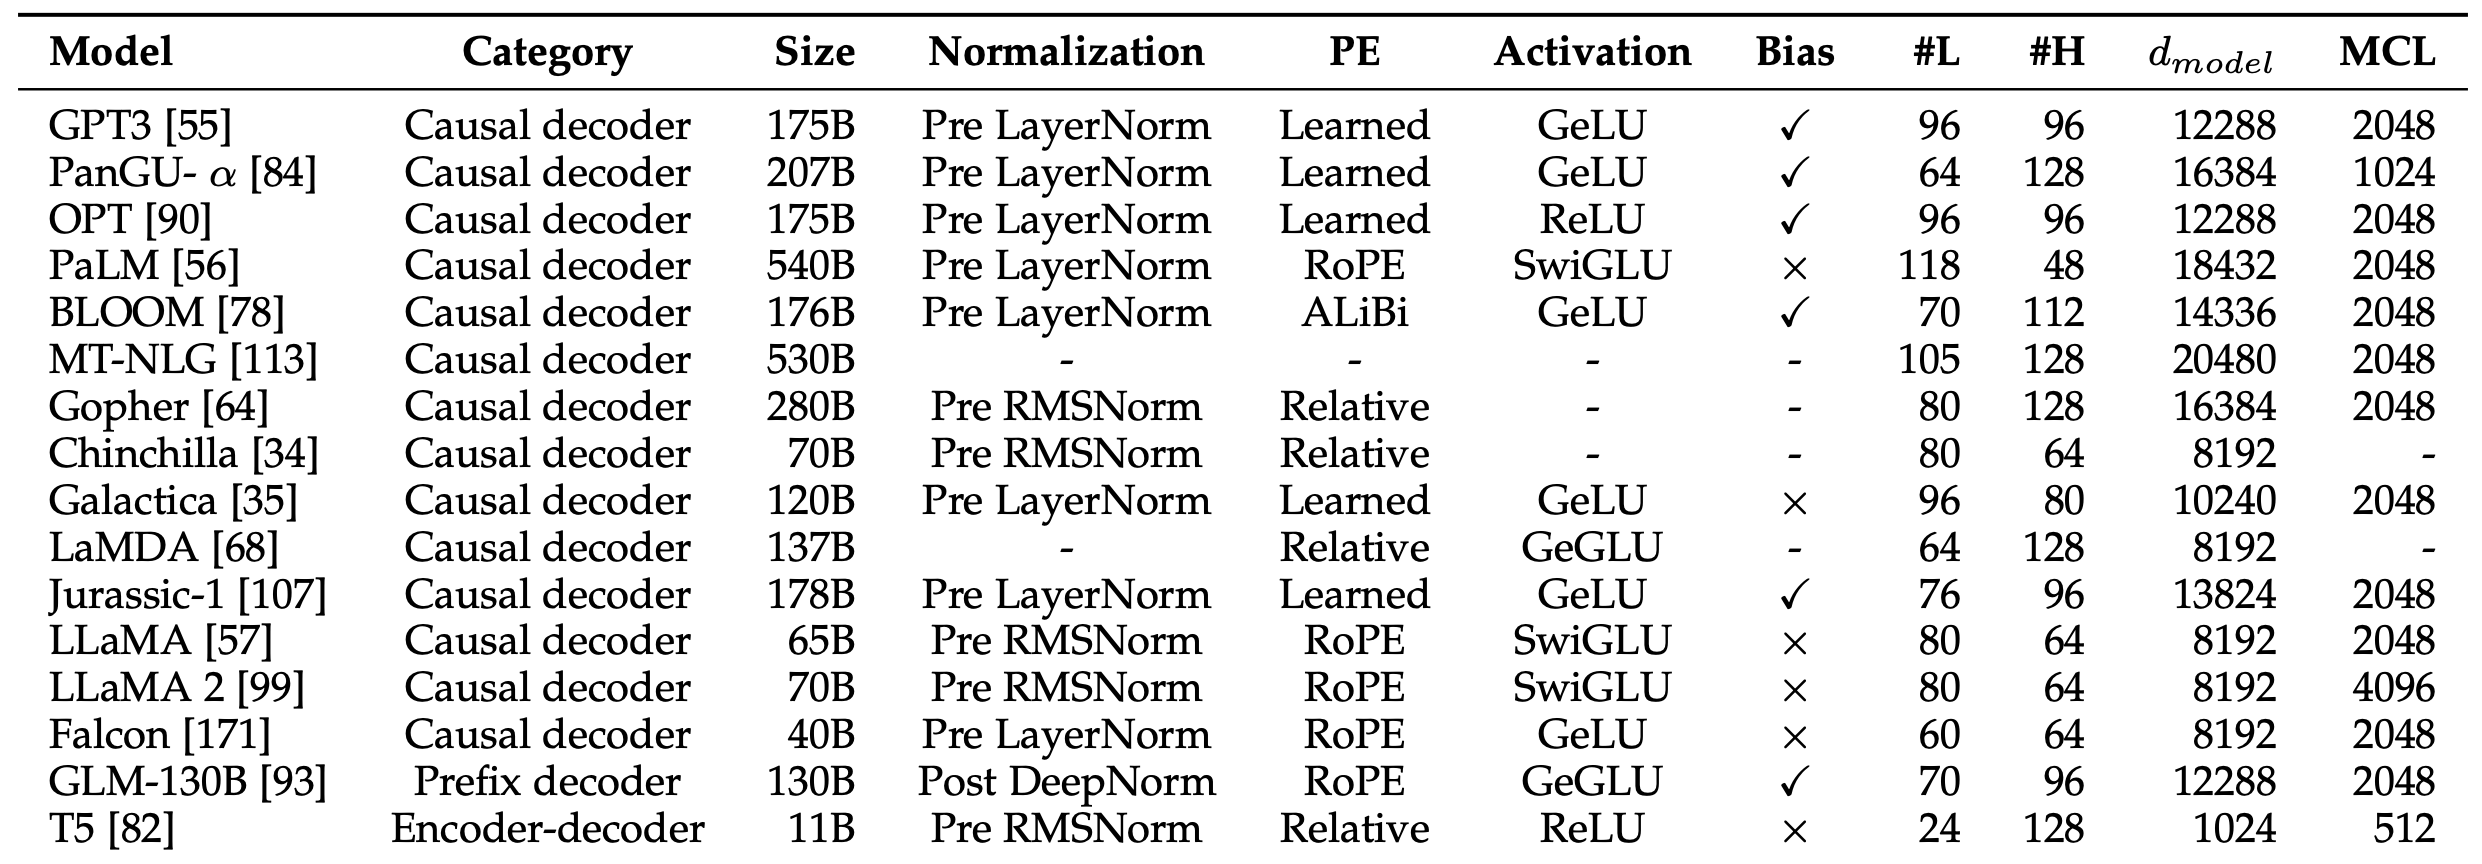 Model Category Size Normalization PE Activation Bias #L #H d_model MCL
GPT3 [55] Causal decoder 175B Pre LayerNorm Learned GeLU ✓ 96 96 12288 2048
PanGU- α [84] Causal decoder 207B Pre LayerNorm Learned GeLU ✓ 64 128 16384 1024
OPT [90] Causal decoder 175B Pre LayerNorm Learned ReLU ✓ 96 96 12288 2048
PaLM [56] Causal decoder 540B Pre LayerNorm RoPE SwiGLU × 118 48 18432 2048
BLOOM [78] Causal decoder 176B Pre LayerNorm ALiBi GeLU ✓ 70 112 14336 2048
MT-NLG [113] Causal decoder 530B - - - - 105 128 20480 2048
Gopher [64] Causal decoder 280B Pre RMSNorm Relative - - 80 128 16384 2048
Chinchilla [34] Causal decoder 70B Pre RMSNorm Relative - - 80 64 8192 -
Galactica [35] Causal decoder 120B Pre LayerNorm Learned GeLU × 96 80 10240 2048
LaMDA [68] Causal decoder 137B - Relative GeGLU - 64 128 8192 -
Jurassic-1 [107] Causal decoder 178B Pre LayerNorm Learned GeLU ✓ 76 96 13824 2048
LLaMA [57] Causal decoder 65B Pre RMSNorm RoPE SwiGLU × 80 64 8192 2048
LLaMA 2 [99] Causal decoder 70B Pre RMSNorm RoPE SwiGLU × 80 64 8192 4096
Falcon [171] Causal decoder 40B Pre LayerNorm RoPE GeLU × 60 64 8192 2048
GLM-130B [93] Prefix decoder 130B Post DeepNorm RoPE GeGLU ✓ 70 96 12288 2048
T5 [82] Encoder-decoder 11B Pre RMSNorm Relative ReLU × 24 128 1024 512